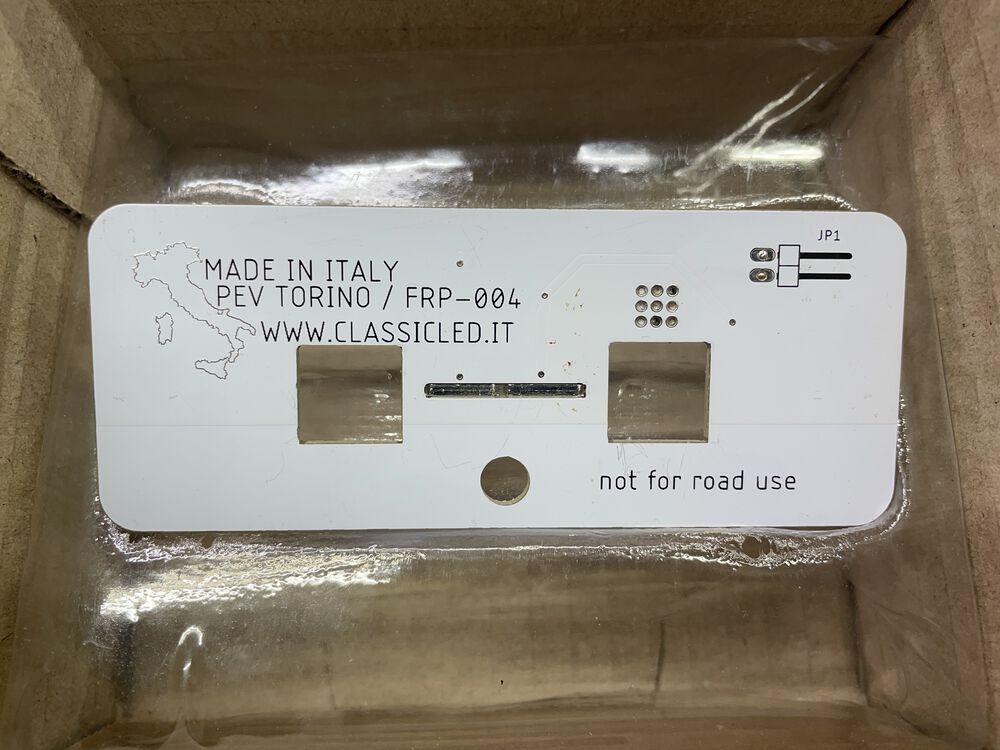 JP1
MADE IN ITALY
PEV TORINO / FRP-004
WWW.CLASSICLED.IT
not for road use